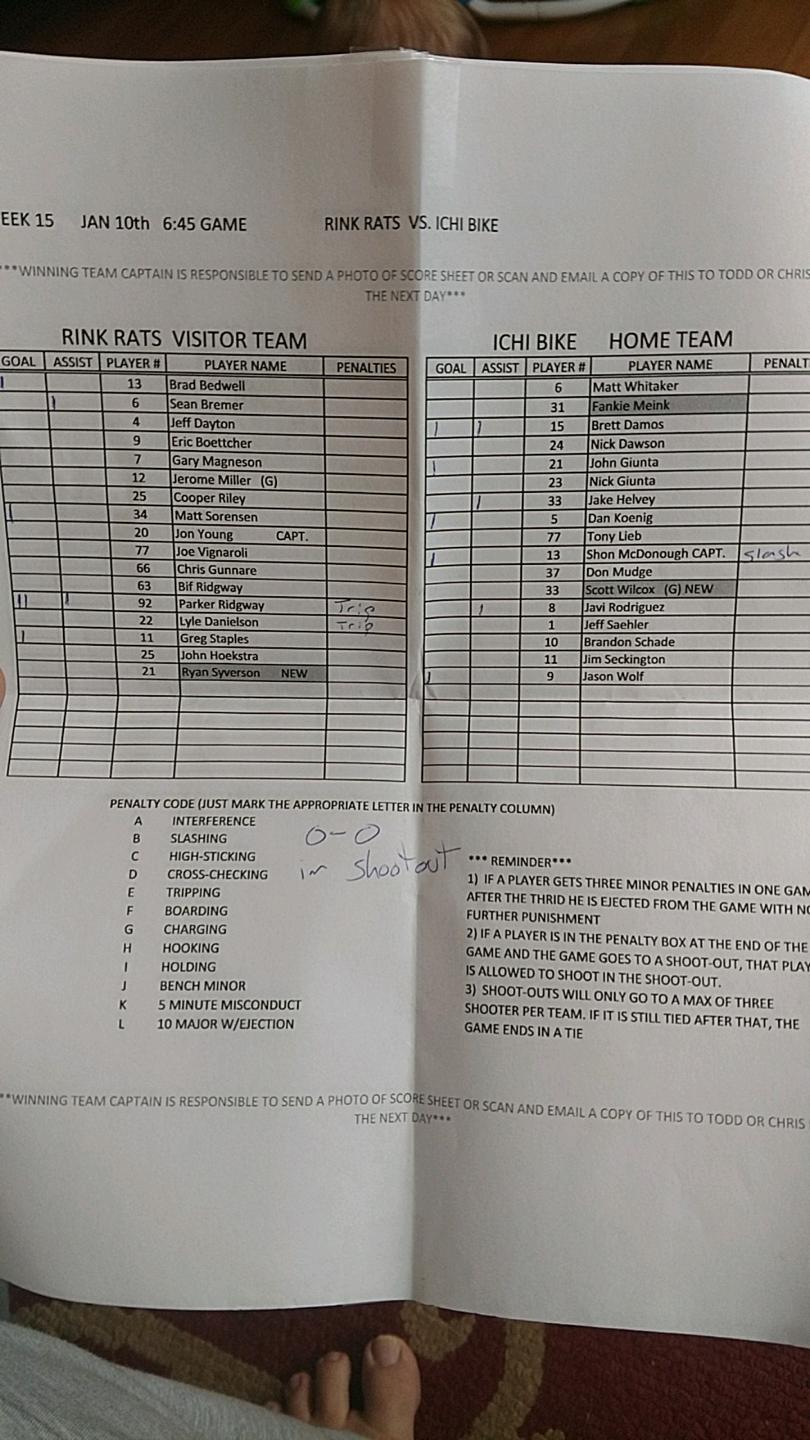 EEK 15 JAN 10th 6:45 GAME RINK RATS VS. ICHI BIKE
***WINNING TEAM CAPTAIN IS RESPONSIBLE TO SEND A PHOTO OF SCORE SHEET OR SCAN AND EMAIL A COPY OF THIS TO TODD OR CHRIS
THE NEXT DAY***
RINK RATS VISITOR TEAM
GOAL ASSIST PLAYER # PLAYER NAME PENALTIES
I 13 Brad Bedwell
I 6 Sean Bremer
4 Jeff Dayton
9 Eric Boettcher
7 Gary Magneson
12 Jerome Miller (G)
25 Cooper Riley
I 34 Matt Sorensen
20 Jon Young CAPT.
77 Joe Vignaroli
66 Chris Gunnare
63 Bif Ridgway
II I 92 Parker Ridgway Trip
22 Lyle Danielson Trip
I 11 Greg Staples
25 John Hoekstra
21 Ryan Syverson NEW
ICHI BIKE HOME TEAM
GOAL ASSIST PLAYER # PLAYER NAME PENALT
6 Matt Whitaker
31 Fankie Meink
I I 15 Brett Damos
24 Nick Dawson
I 21 John Giunta
23 Nick Giunta
I 33 Jake Helvey
I 5 Dan Koenig
77 Tony Lieb
I 13 Shon McDonough CAPT. slash
37 Don Mudge
33 Scott Wilcox (G) NEW
I 8 Javi Rodriguez
1 Jeff Saehler
10 Brandon Schade
11 Jim Seckington
I 9 Jason Wolf
PENALTY CODE (JUST MARK THE APPROPRIATE LETTER IN THE PENALTY COLUMN)
A INTERFERENCE
B SLASHING
C HIGH-STICKING
D CROSS-CHECKING
E TRIPPING
F BOARDING
G CHARGING
H HOOKING
I HOLDING
J BENCH MINOR
K 5 MINUTE MISCONDUCT
L 10 MAJOR W/EJECTION
0-0
in shootout
*** REMINDER***
1) IF A PLAYER GETS THREE MINOR PENALTIES IN ONE GAM
AFTER THE THRID HE IS EJECTED FROM THE GAME WITH NO
FURTHER PUNISHMENT
2) IF A PLAYER IS IN THE PENALTY BOX AT THE END OF THE
GAME AND THE GAME GOES TO A SHOOT-OUT, THAT PLAY
IS ALLOWED TO SHOOT IN THE SHOOT-OUT.
3) SHOOT-OUTS WILL ONLY GO TO A MAX OF THREE
SHOOTER PER TEAM. IF IT IS STILL TIED AFTER THAT, THE
GAME ENDS IN A TIE
**WINNING TEAM CAPTAIN IS RESPONSIBLE TO SEND A PHOTO OF SCORE SHEET OR SCAN AND EMAIL A COPY OF THIS TO TODD OR CHRIS
THE NEXT DAY***